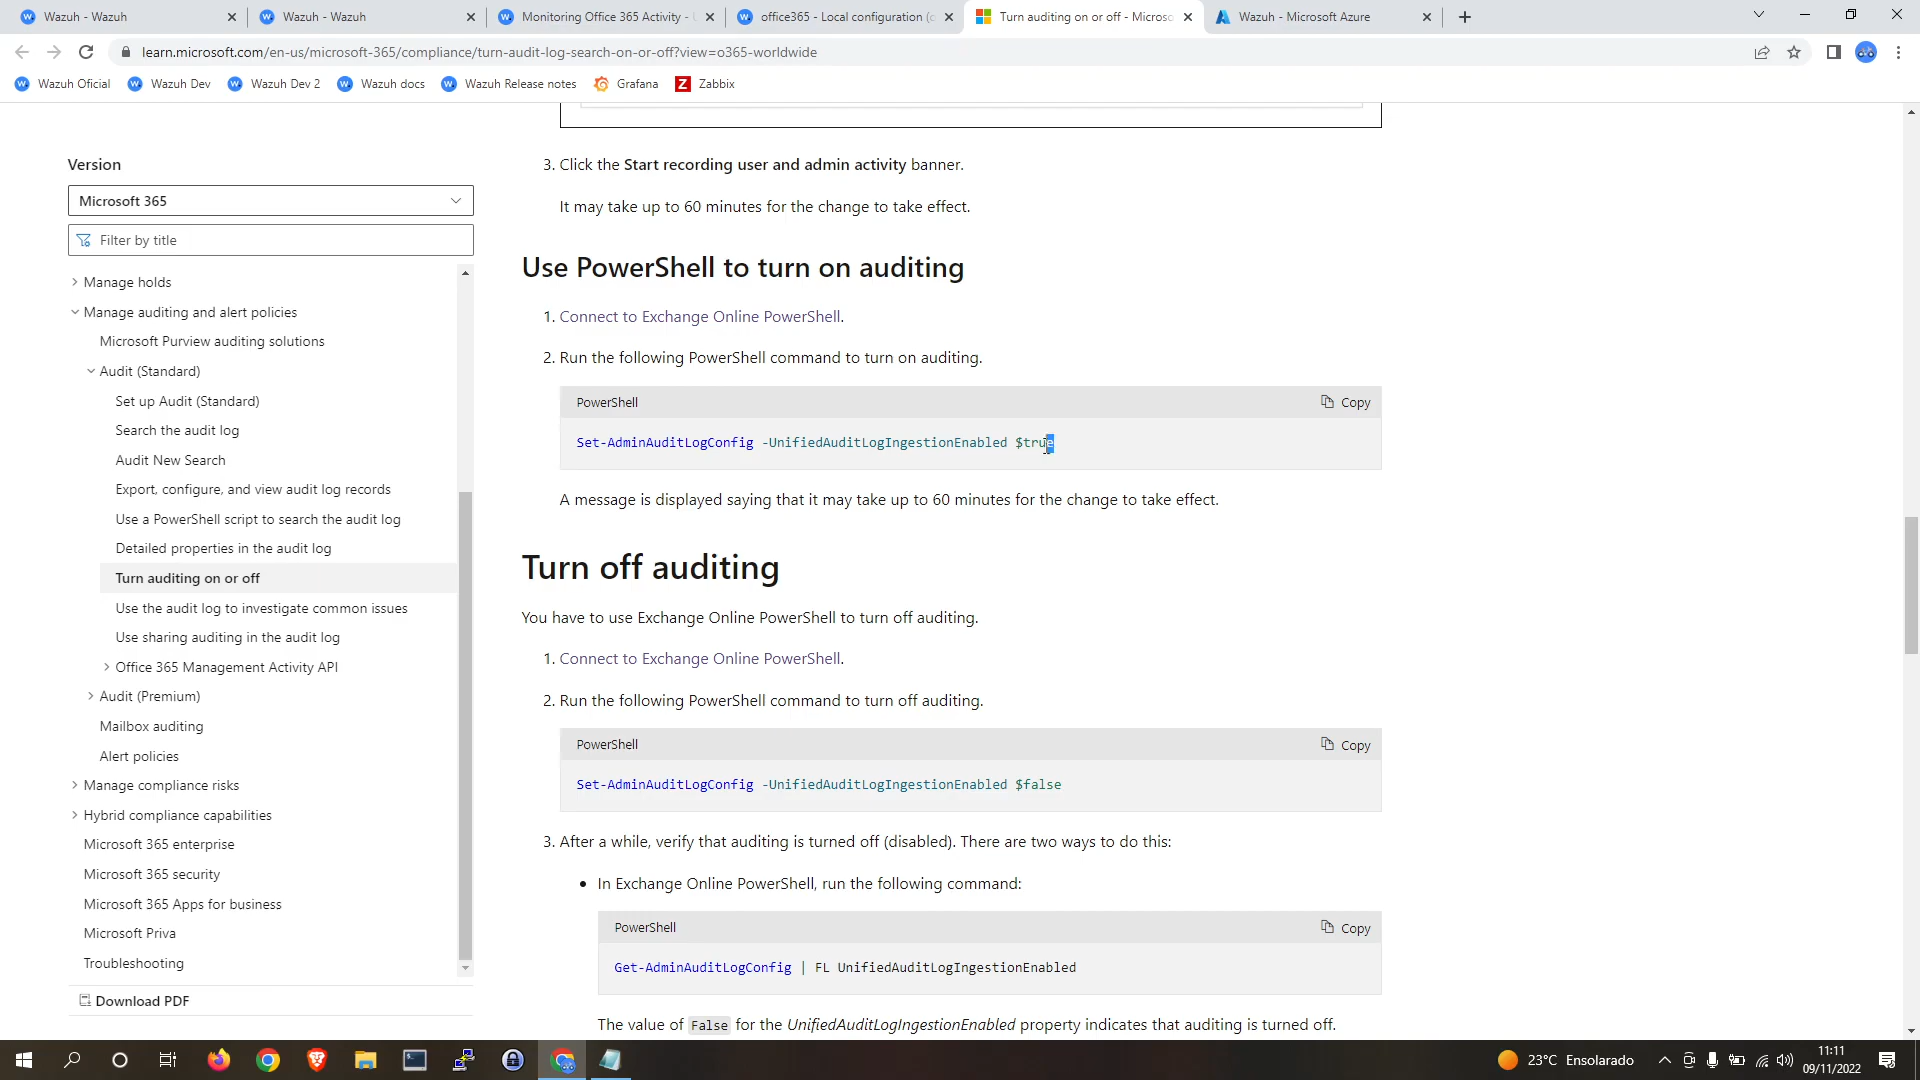 Wazuh - Wazuh
Wazuh - Wazuh
Monitoring Office 365 Activity -
office365 - Local configuration (
Turn auditing on or off - Microso
Wazuh - Microsoft Azure
learn.microsoft.com/en-us/microsoft-365/compliance/turn-audit-log-search-on-or-off?view=o365-worldwide
Wazuh Oficial
Wazuh Dev
Wazuh Dev 2
Wazuh docs
Wazuh Release notes
Grafana
Z Zabbix
Version
Microsoft 365
Filter by title
Manage holds
Manage auditing and alert policies
Microsoft Purview auditing solutions
Audit (Standard)
Set up Audit (Standard)
Search the audit log
Audit New Search
Export, configure, and view audit log records
Use a PowerShell script to search the audit log
Detailed properties in the audit log
Turn auditing on or off
Use the audit log to investigate common issues
Use sharing auditing in the audit log
Office 365 Management Activity API
Audit (Premium)
Mailbox auditing
Alert policies
Manage compliance risks
Hybrid compliance capabilities
Microsoft 365 enterprise
Microsoft 365 security
Microsoft 365 Apps for business
Microsoft Priva
Troubleshooting
Download PDF
3. Click the Start recording user and admin activity banner.
It may take up to 60 minutes for the change to take effect.
Use PowerShell to turn on auditing
1. Connect to Exchange Online PowerShell.
2. Run the following PowerShell command to turn on auditing.
PowerShell
Copy
Set-AdminAuditLogConfig -UnifiedAuditLogIngestionEnabled $true
A message is displayed saying that it may take up to 60 minutes for the change to take effect.
Turn off auditing
You have to use Exchange Online PowerShell to turn off auditing.
1. Connect to Exchange Online PowerShell.
2. Run the following PowerShell command to turn off auditing.
PowerShell
Copy
Set-AdminAuditLogConfig -UnifiedAuditLogIngestionEnabled $false
3. After a while, verify that auditing is turned off (disabled). There are two ways to do this:
• In Exchange Online PowerShell, run the following command:
PowerShell
Copy
Get-AdminAuditLogConfig | FL UnifiedAuditLogIngestionEnabled
The value of False for the UnifiedAuditLogIngestionEnabled property indicates that auditing is turned off.
23°C Ensolarado
11:11
09/11/2022